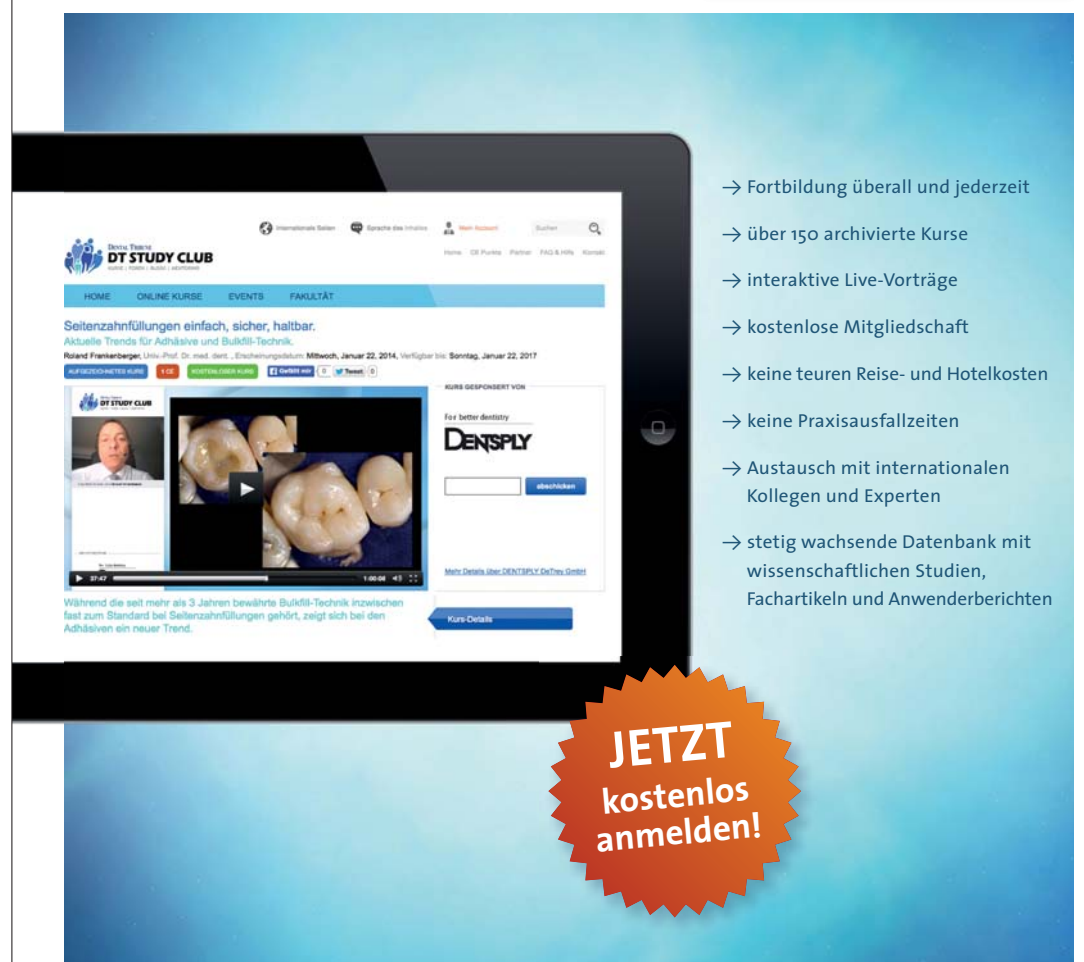 Internationale Seiten
Sprache des Inhaltes
Mein Account
Suchen
DENTAL TRIBUNE
DT STUDY CLUB
Home CE Punkte Partner FAQ & Hilfe Kontakt
HOME ONLINE KURSE EVENTS FAKULTÄT
Seitenzahnfüllungen einfach, sicher, haltbar.
Aktuelle Trends für Adhäsive und Bulkfill-Technik.
Roland Frankenberger, Univ.-Prof. Dr. med. dent. , Erscheinungsdatum: Mittwoch, Januar 22, 2014, Verfügbar bis: Sonntag, Januar 22, 2017
AUFGEZEICHNETES KURS 1 CE KOSTENLOSER KURS Gefällt mir 0 Tweet 0
DT STUDY CLUB
37:47 1:00:06
KURS GESPONSERT VON
For better dentistry
DENTSPLY
abschicken
Mehr Details über DENTSPLY DeTrey GmbH
Kurs-Details
Während die seit mehr als 3 Jahren bewährte Bulkfill-Technik inzwischen
fast zum Standard bei Seitenzahnfüllungen gehört, zeigt sich bei den
Adhäsiven ein neuer Trend.
→ Fortbildung überall und jederzeit
→ über 150 archivierte Kurse
→ interaktive Live-Vorträge
→ kostenlose Mitgliedschaft
→ keine teuren Reise- und Hotelkosten
→ keine Praxisausfallzeiten
→ Austausch mit internationalen
Kollegen und Experten
→ stetig wachsende Datenbank mit
wissenschaftlichen Studien,
Fachartikeln und Anwenderberichten
JETZT
kostenlos
anmelden!